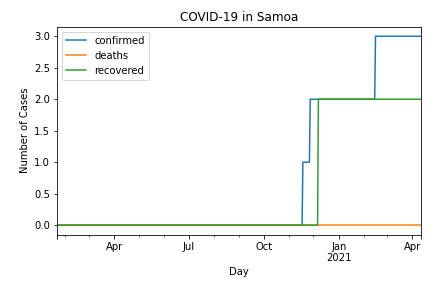 COVID-19 in Samoa
confirmed
deaths
recovered
3.0
2.5
2.0
1.5
1.0
0.5
0.0
Number of Cases
Apr
Jul
Oct
Jan
2021
Apr
Day